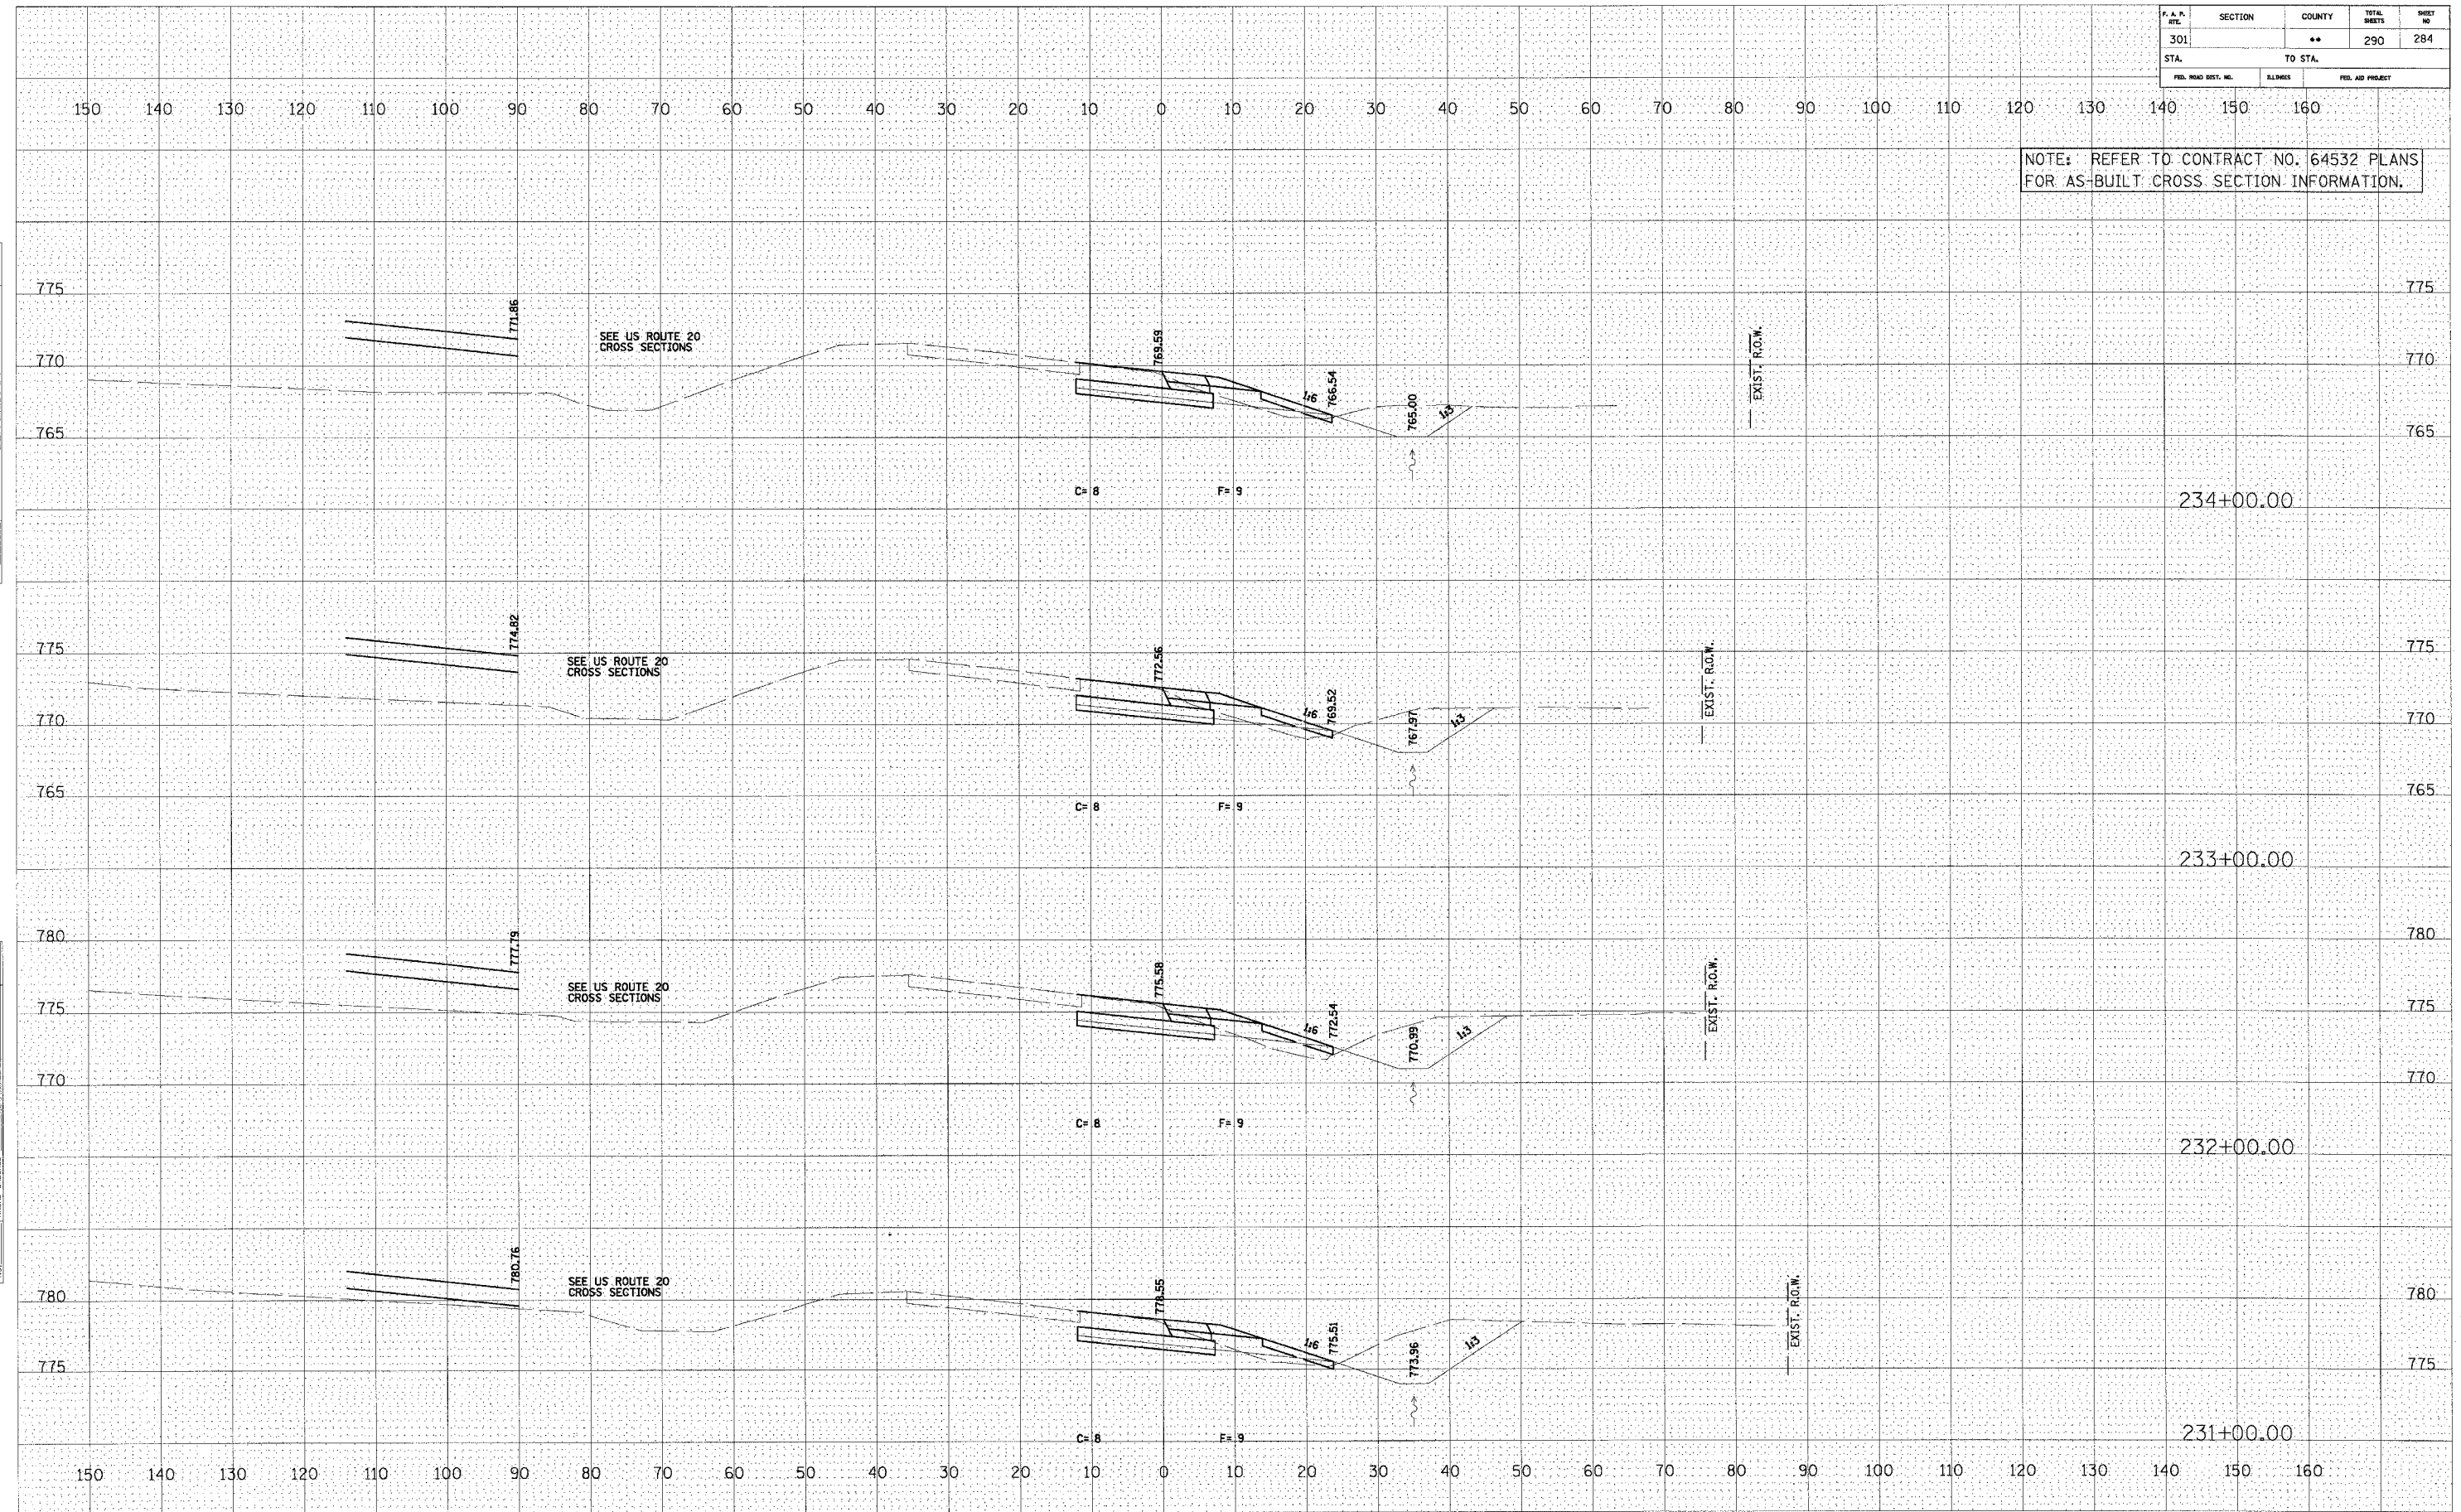 F. A. P. RTE. SECTION COUNTY TOTAL SHEETS SHEET NO
301 ** 290 284
STA. TO STA.
FED. ROAD DIST. NO. ILLINOIS FED. AID PROJECT
150 140 130 120 110 100 90 80 70 60 50 40 30 20 10 0 10 20 30 40 50 60 70 80 90 100 110 120 130 140 150 160
NOTE: REFER TO CONTRACT NO. 64532 PLANS
FOR AS-BUILT CROSS SECTION INFORMATION.
775 775
771.86
SEE US ROUTE 20
CROSS SECTIONS
769.59
1:6
766.54
765.00
1:3
EXIST. R.O.W.
770 770
765 765
C= 8 F= 9
234+00.00
775 775
774.82
SEE US ROUTE 20
CROSS SECTIONS
772.56
1:6
769.52
767.97
1:3
EXIST. R.O.W.
770 770
765 765
C= 8 F= 9
233+00.00
780 780
777.79
SEE US ROUTE 20
CROSS SECTIONS
775.58
1:6
772.54
770.99
1:3
EXIST. R.O.W.
775 775
770 770
C= 8 F= 9
232+00.00
780.76
SEE US ROUTE 20
CROSS SECTIONS
778.55
1:6
775.51
773.96
1:3
EXIST. R.O.W.
780 780
775 775
C= 8 F= 9
231+00.00
150 140 130 120 110 100 90 80 70 60 50 40 30 20 10 0 10 20 30 40 50 60 70 80 90 100 110 120 130 140 150 160